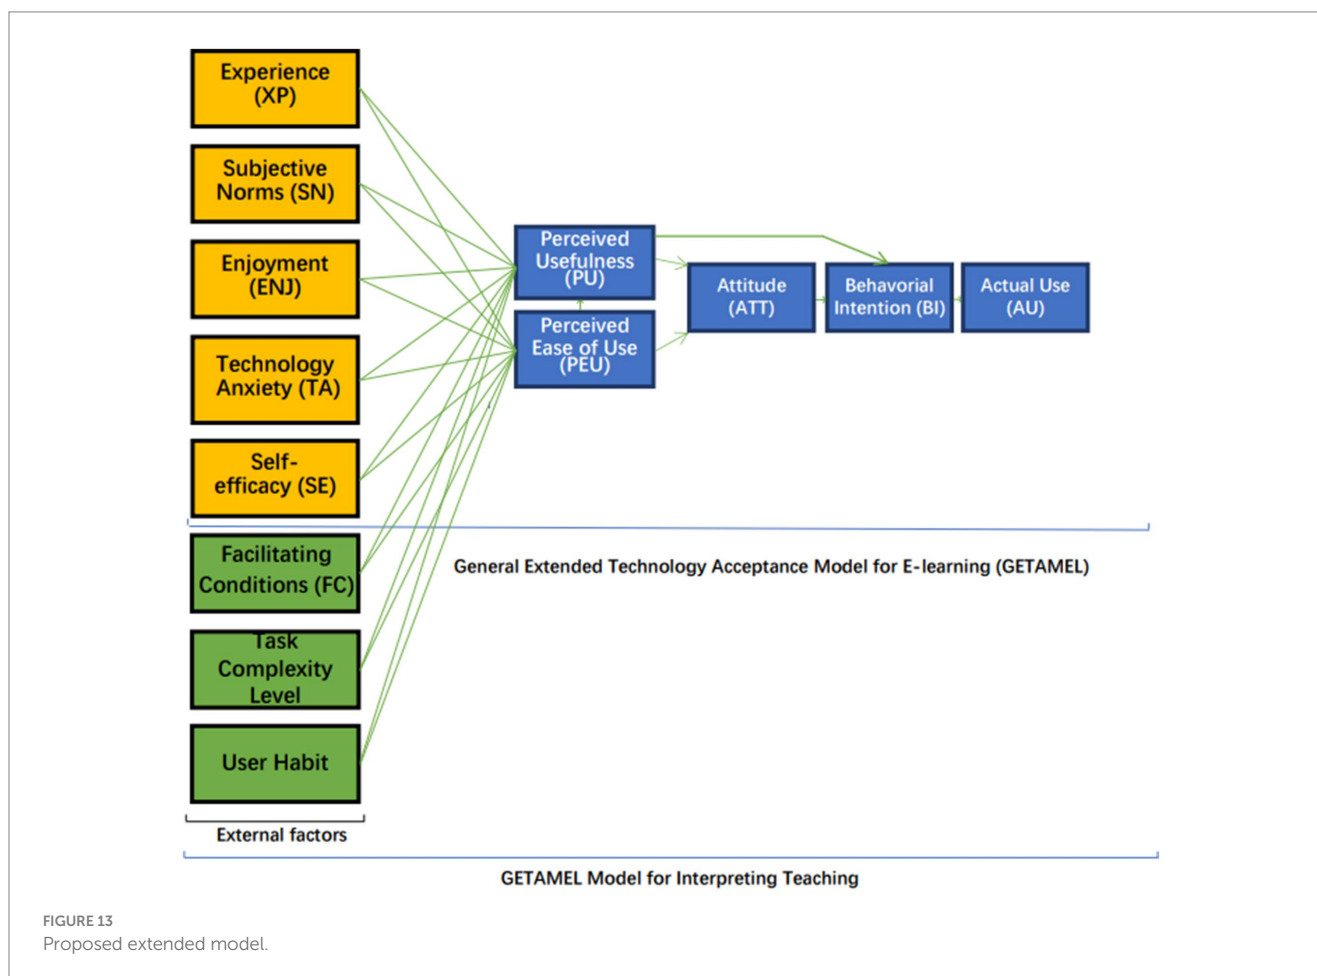 Experience
(XP)
Subjective
Norms (SN)
Enjoyment
(ENJ)
Technology
Anxiety (TA)
Self-
efficacy (SE)
Facilitating
Conditions (FC)
Task
Complexity
Level
User Habit
External factors
Perceived
Usefulness
(PU)
Perceived
Ease of Use
(PEU)
Attitude
(ATT)
Behavorial
Intention (BI)
Actual Use
(AU)
General Extended Technology Acceptance Model for E-learning (GETAMEL)
GETAMEL Model for Interpreting Teaching
FIGURE 13
Proposed extended model.